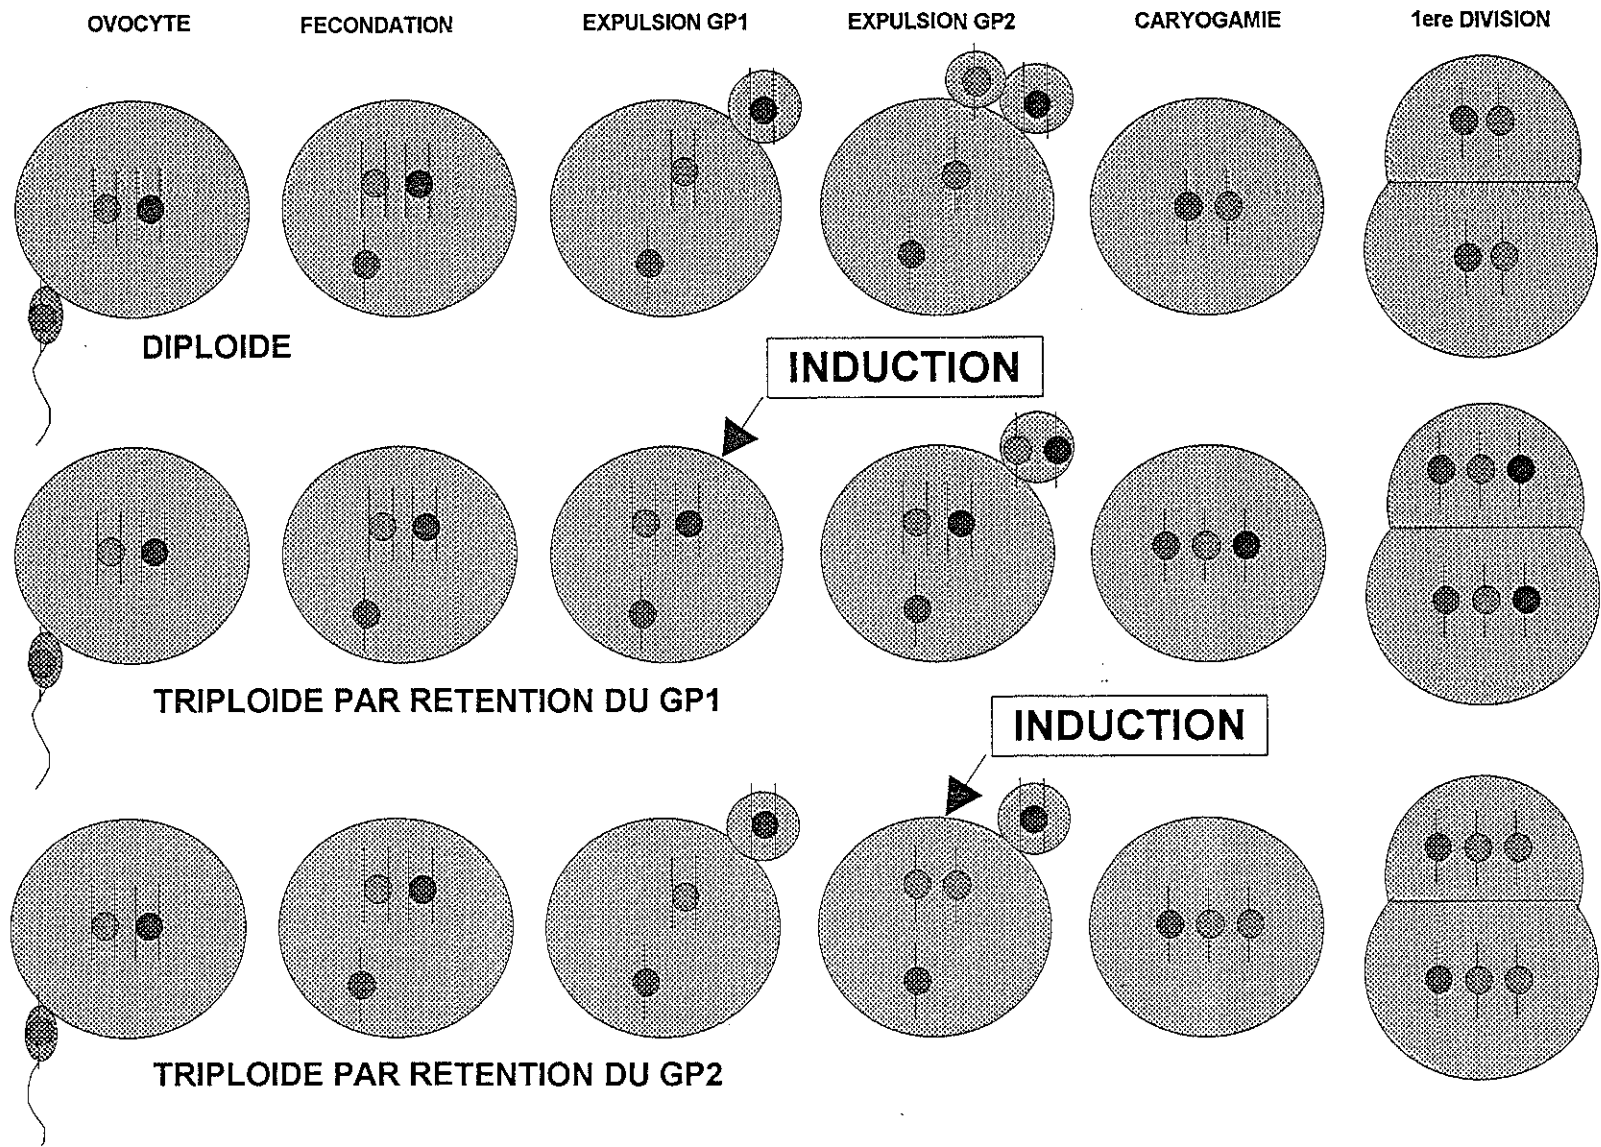 OVOCYTE
FECONDATION
EXPULSION GP1
EXPULSION GP2
CARYOGAMIE
1ere DIVISION
DIPLOIDE
INDUCTION
TRIPLOIDE PAR RETENTION DU GP1
INDUCTION
TRIPLOIDE PAR RETENTION DU GP2